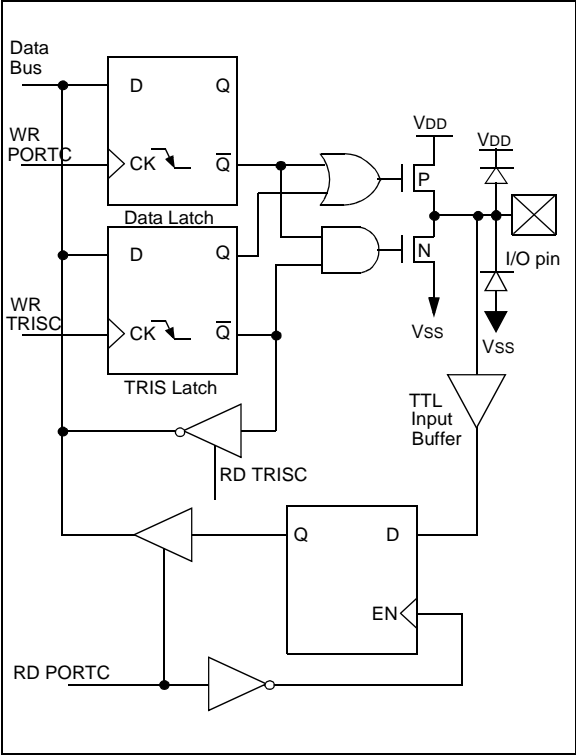 Data
Bus
D
Q
WR
PORTC
CK
Q̅
VDD
VDD
P
Data Latch
D
Q
N
I/O pin
WR
TRISC
CK
Q̅
VSS
VSS
TRIS Latch
TTL
Input
Buffer
RD TRISC
Q
D
EN
RD PORTC